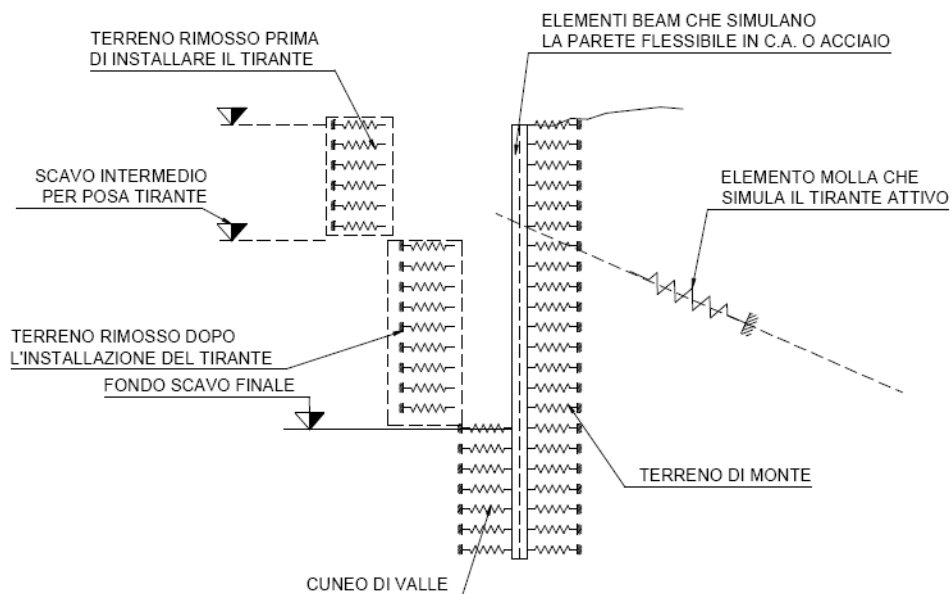 ELEMENTI BEAM CHE SIMULANO
LA PARETE FLESSIBILE IN C.A. O ACCIAIO
TERRENO RIMOSSO PRIMA
DI INSTALLARE IL TIRANTE
SCAVO INTERMEDIO
PER POSA TIRANTE
ELEMENTO MOLLA CHE
SIMULA IL TIRANTE ATTIVO
TERRENO RIMOSSO DOPO
L'INSTALLAZIONE DEL TIRANTE
FONDO SCAVO FINALE
TERRENO DI MONTE
CUNEO DI VALLE